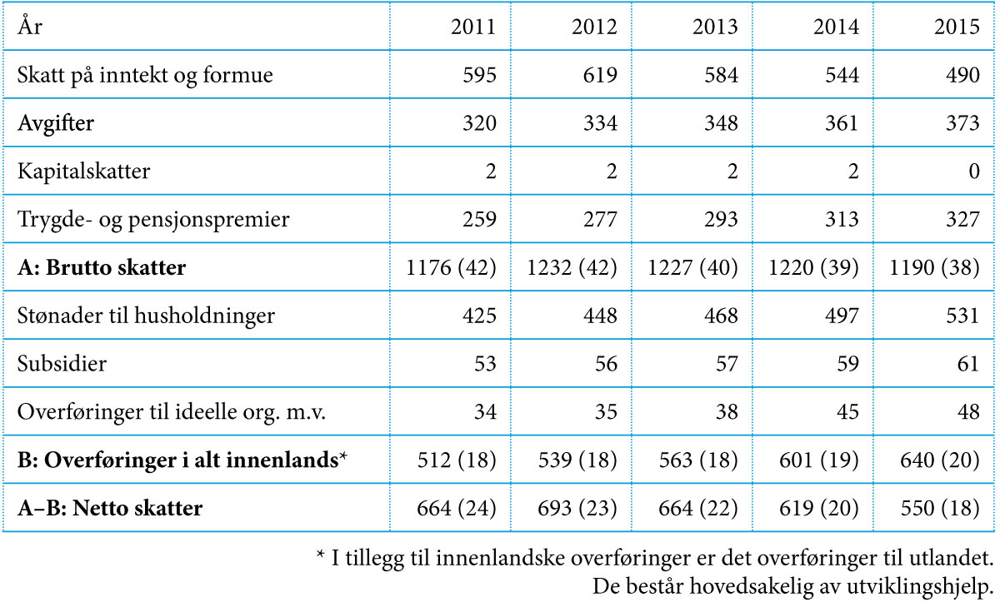 År 2011 2012 2013 2014 2015
Skatt på inntekt og formue 595 619 584 544 490
Avgifter 320 334 348 361 373
Kapitalskatter 2 2 2 2 0
Trygde- og pensjonspremier 259 277 293 313 327
A: Brutto skatter 1176 (42) 1232 (42) 1227 (40) 1220 (39) 1190 (38)
Stønader til husholdninger 425 448 468 497 531
Subsidier 53 56 57 59 61
Overføringer til ideelle org. m.v. 34 35 38 45 48
B: Overføringer i alt innenlands* 512 (18) 539 (18) 563 (18) 601 (19) 640 (20)
A–B: Netto skatter 664 (24) 693 (23) 664 (22) 619 (20) 550 (18)
* I tillegg til innenlandske overføringer er det overføringer til utlandet.
De består hovedsakelig av utviklingshjelp.